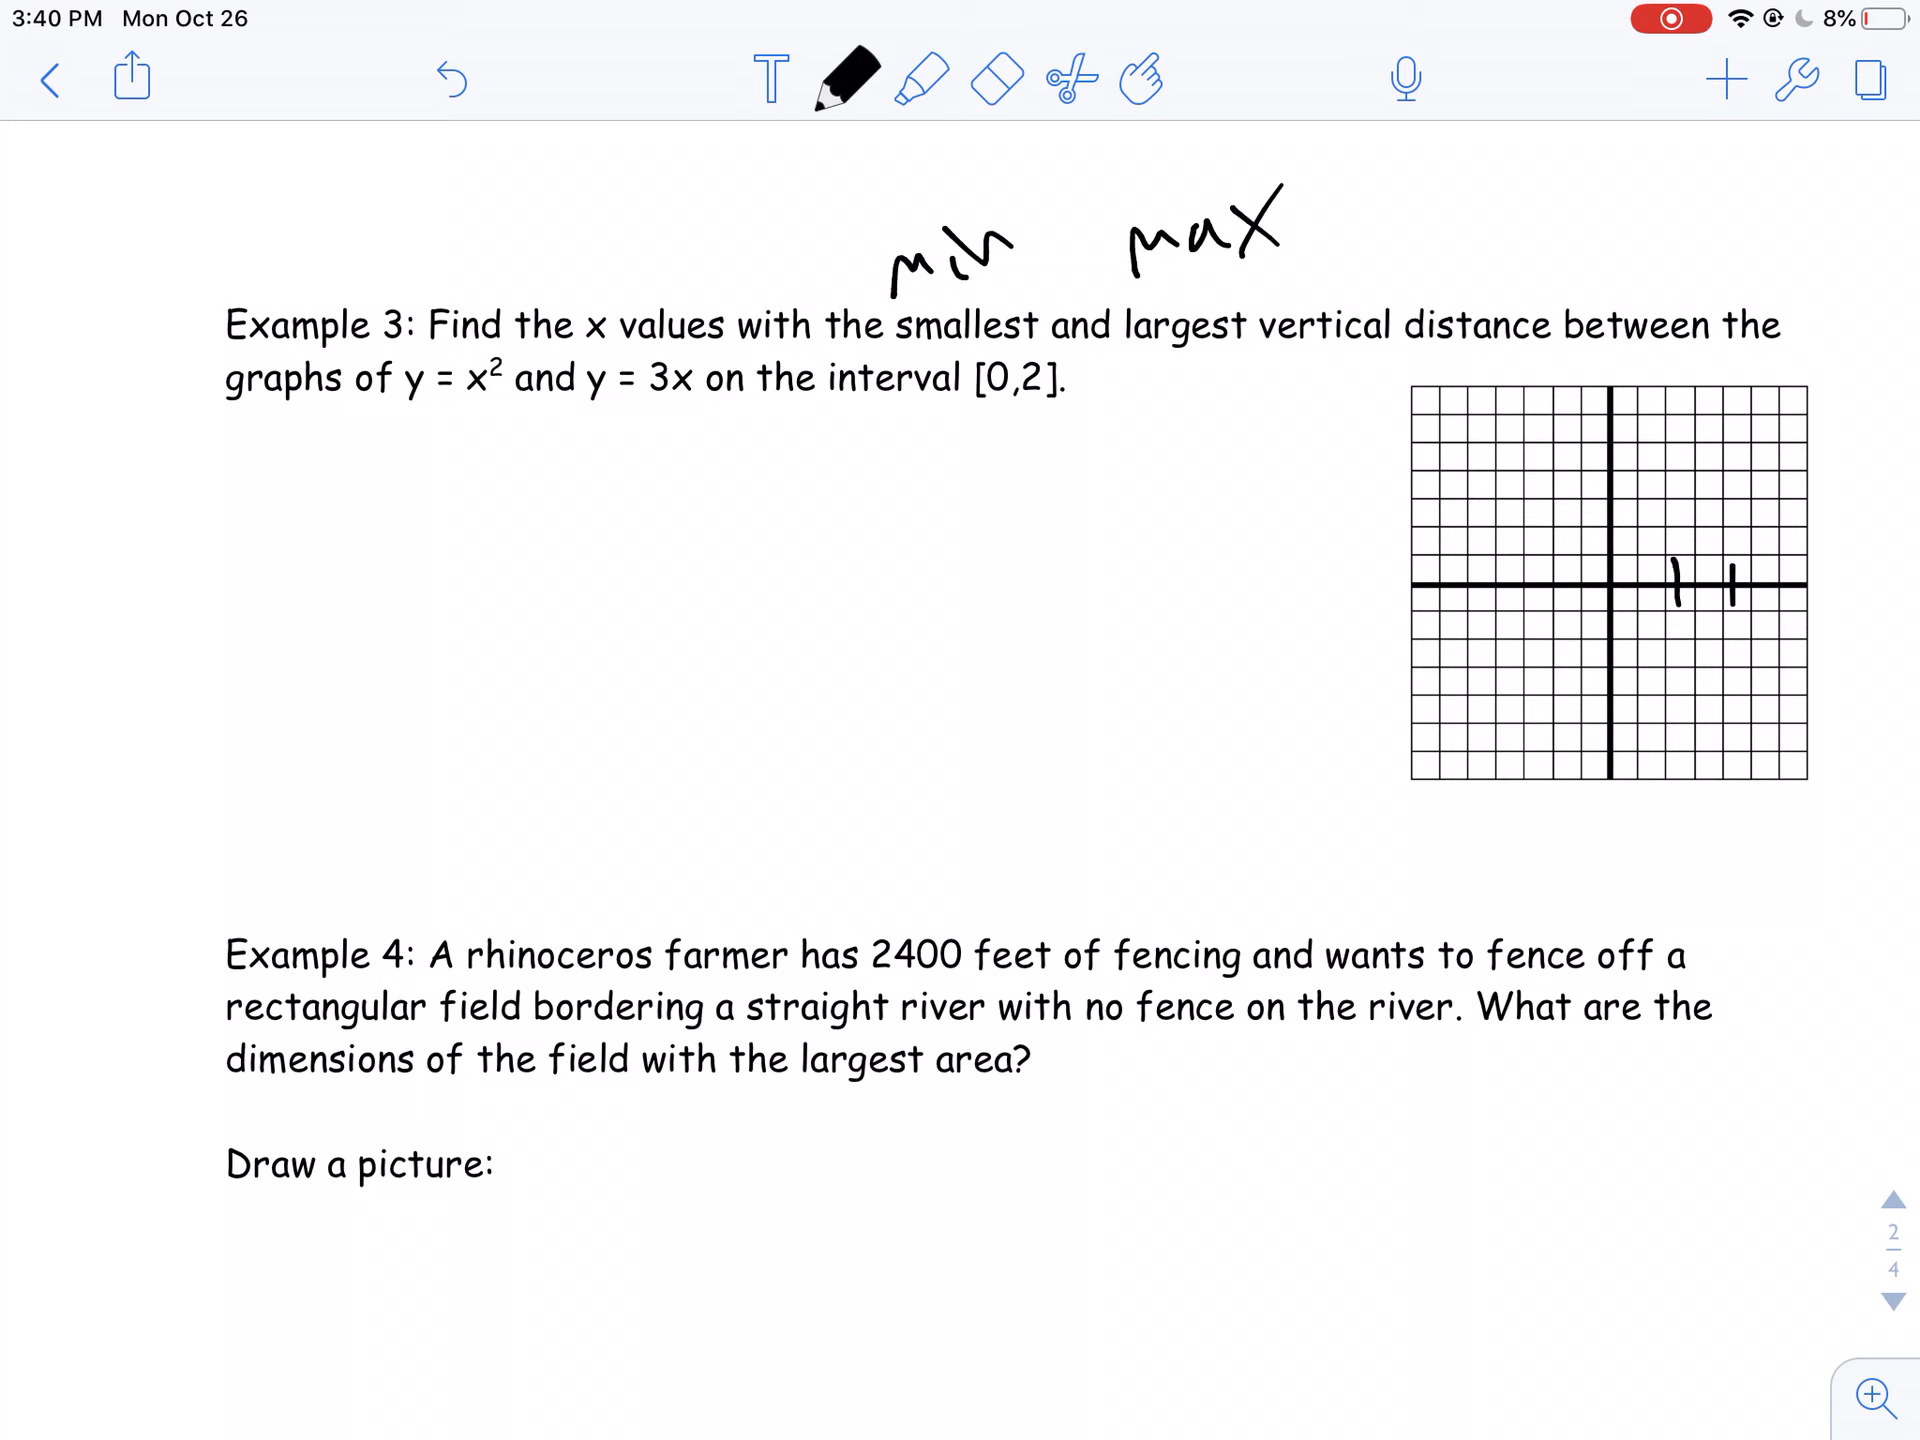 3:40 PM Mon Oct 26 8%
T
min max
Example 3: Find the x values with the smallest and largest vertical distance between the
graphs of y = x² and y = 3x on the interval [0,2].
Example 4: A rhinoceros farmer has 2400 feet of fencing and wants to fence off a
rectangular field bordering a straight river with no fence on the river. What are the
dimensions of the field with the largest area?
Draw a picture:
2
4